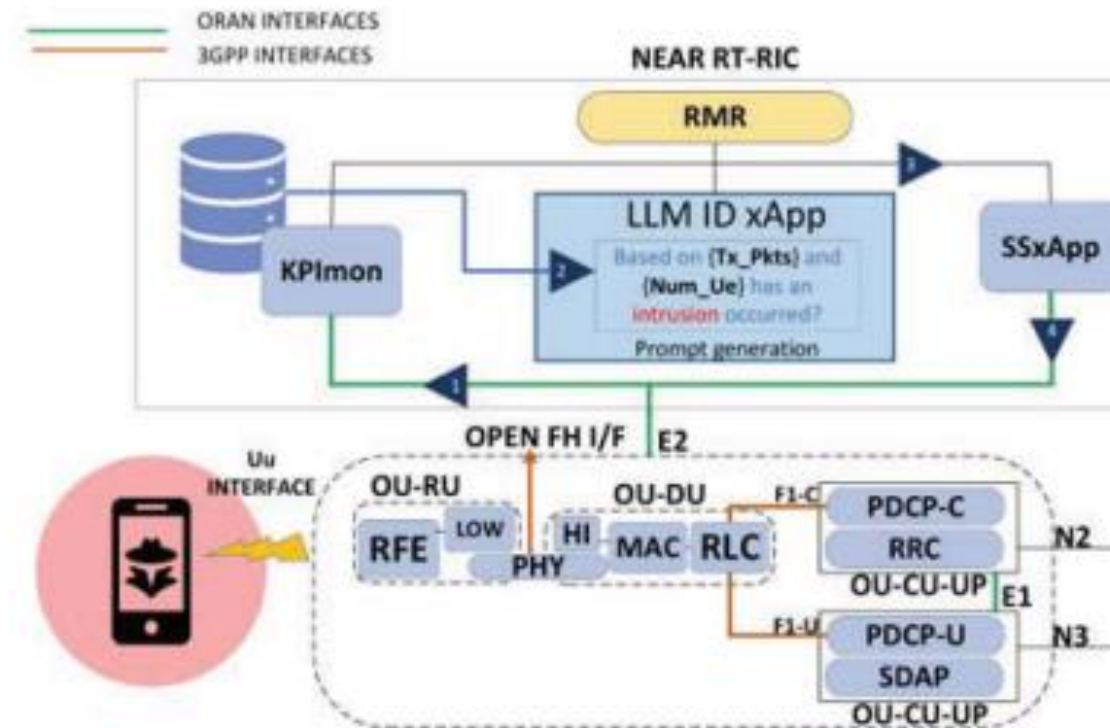 ORAN INTERFACES
3GPP INTERFACES
NEAR RT-RIC
RMR
3
LLM ID xApp
Based on {Tx_Pkts} and
{Num_Ue} has an
intrusion occurred?
Prompt generation
KPImon
2
SSxApp
4
1
E2
OPEN FH I/F
Uu
INTERFACE
OU-RU
OU-DU
RFE
LOW
PHY
HI
MAC
RLC
F1-C
PDCP-C
RRC
OU-CU-UP
N2
E1
F1-U
PDCP-U
SDAP
OU-CU-UP
N3